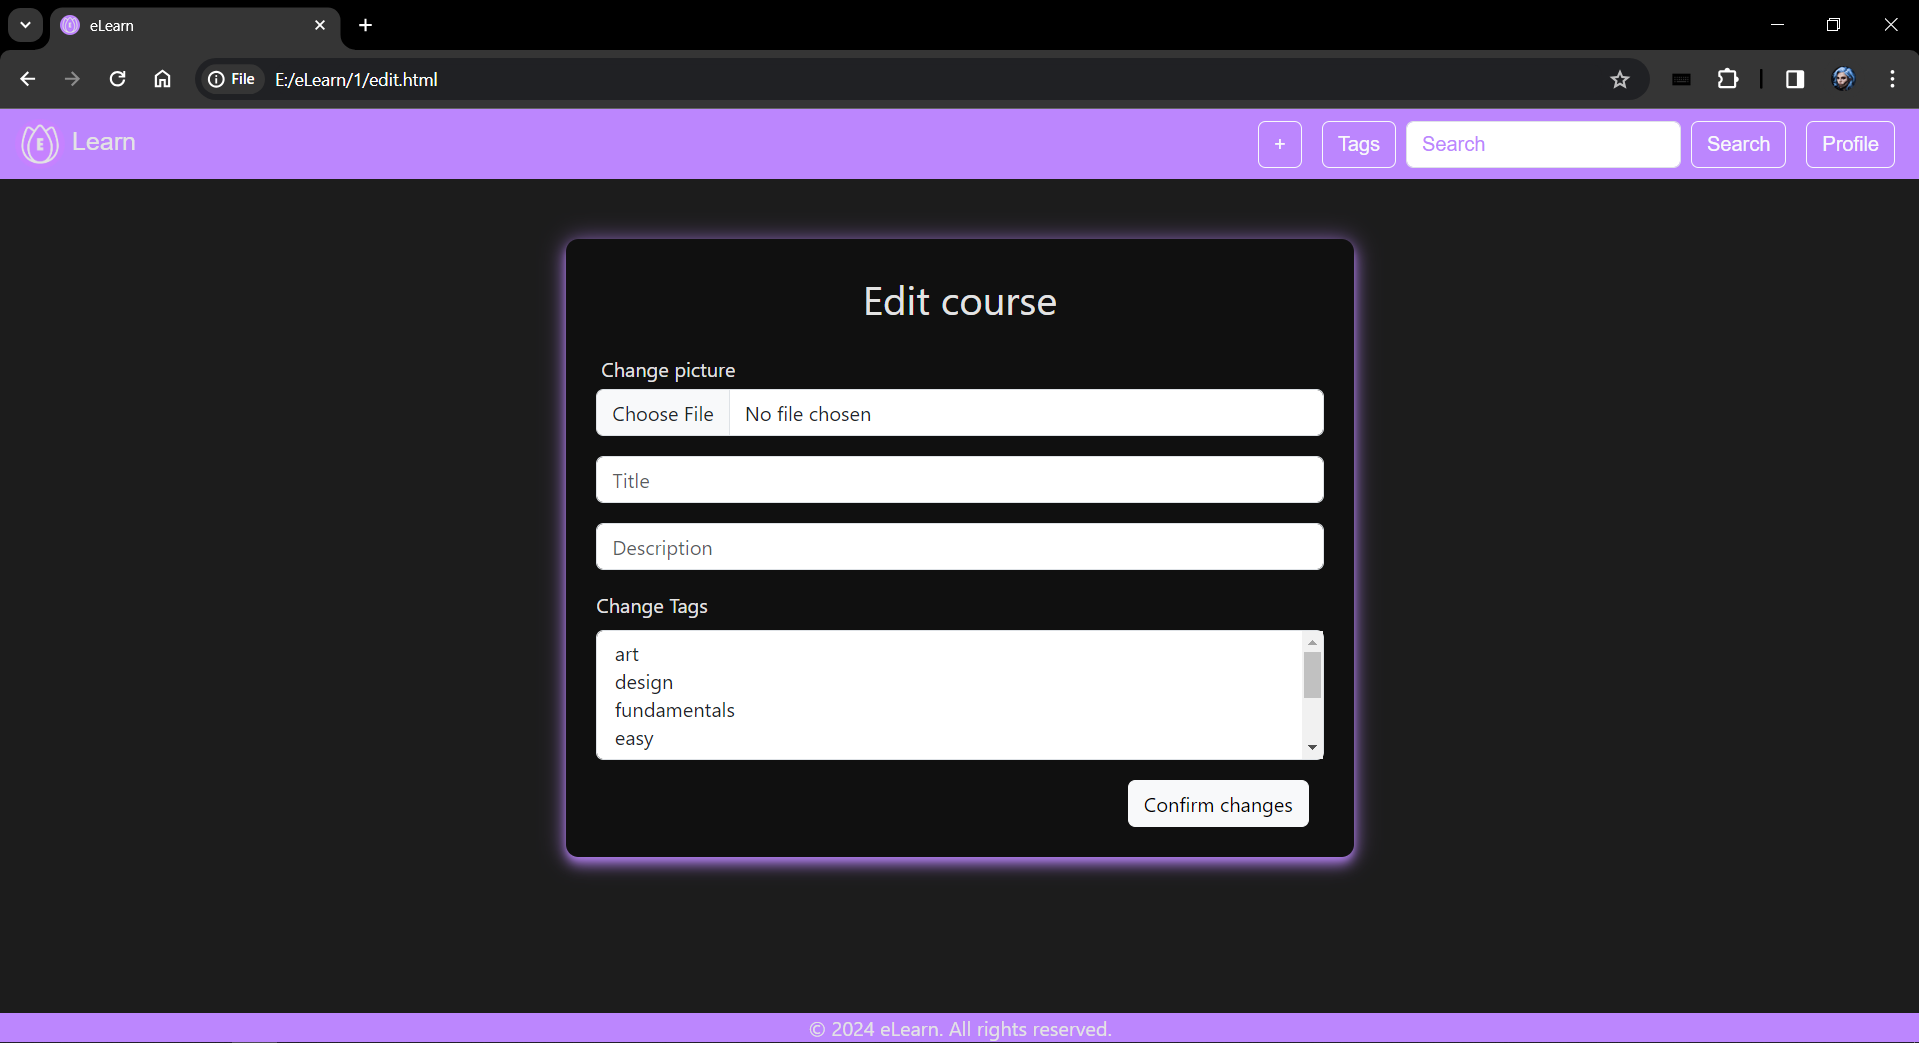 eLearn
File E:/eLearn/1/edit.html
E Learn + Tags Search Search Profile
Edit course
Change picture
Choose File No file chosen
Title
Description
Change Tags
art
design
fundamentals
easy
Confirm changes
© 2024 eLearn. All rights reserved.